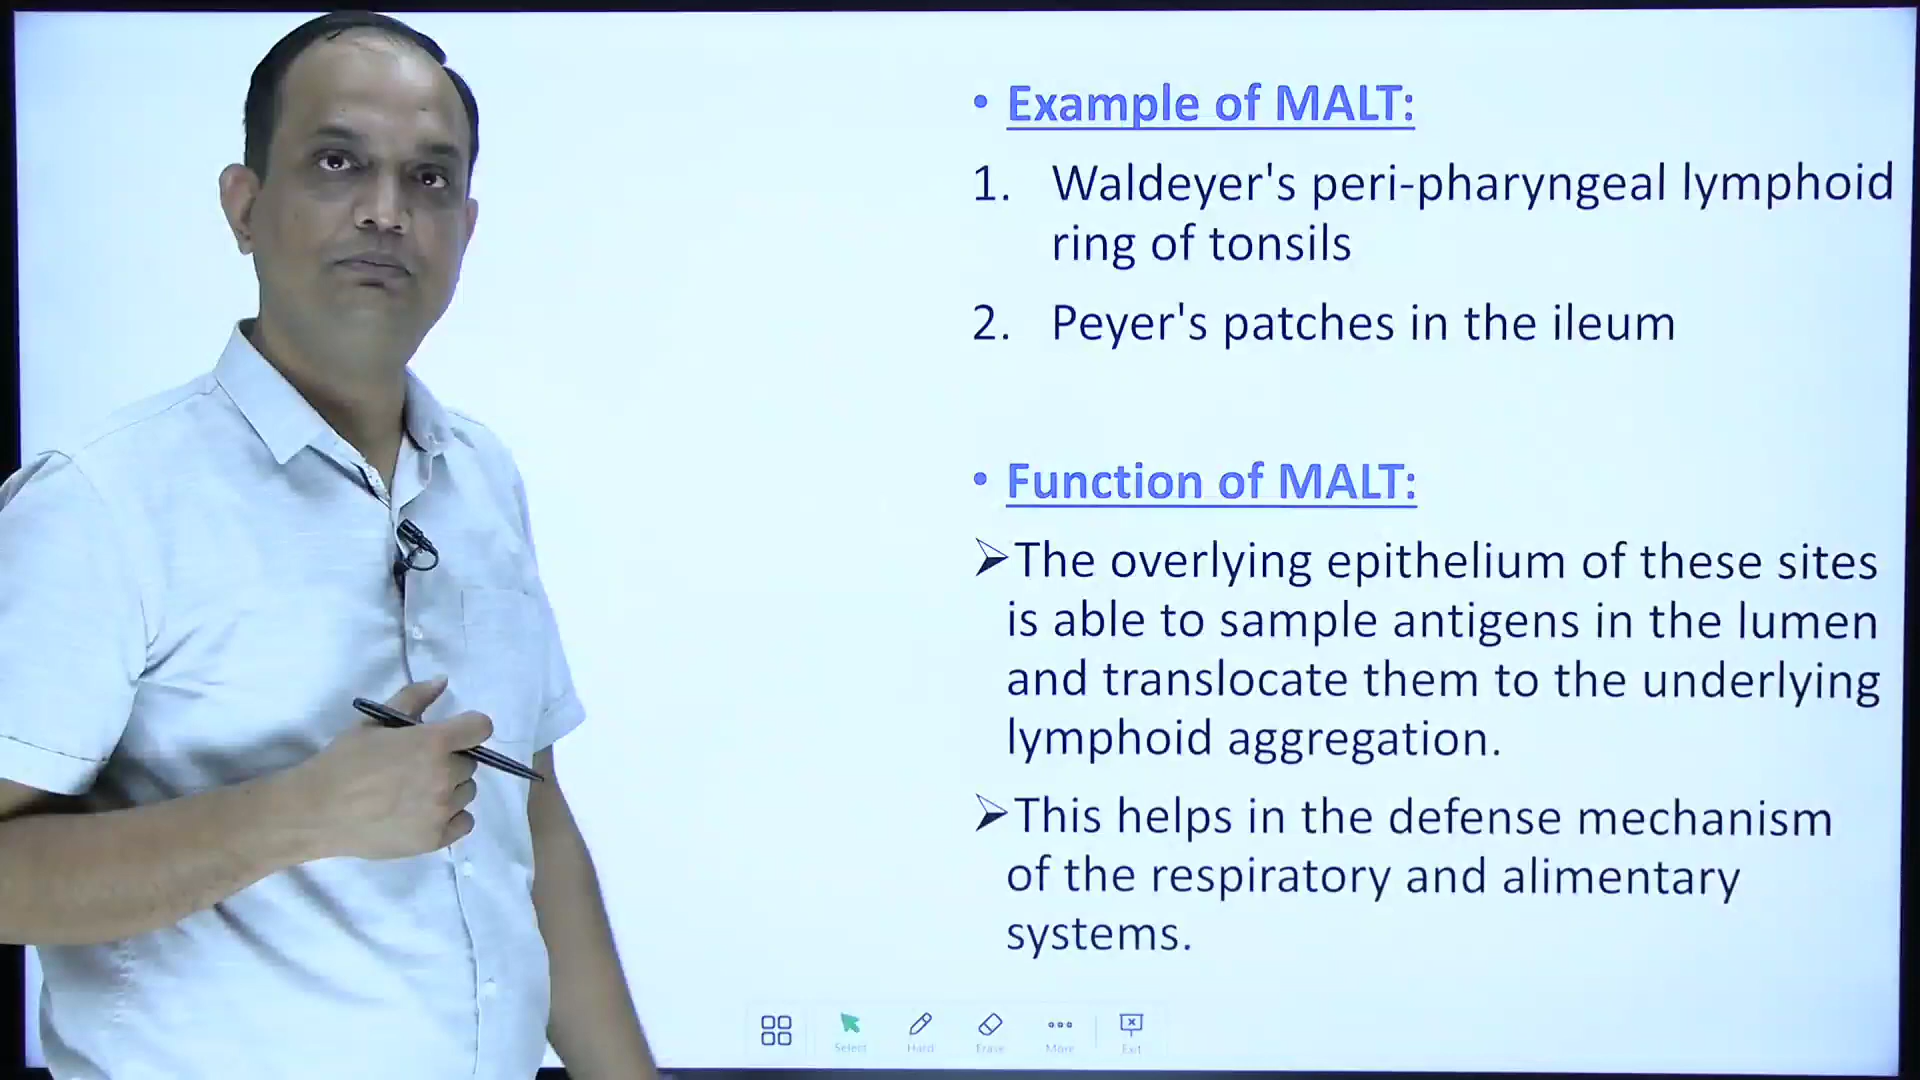 • Example of MALT:
1. Waldeyer's peri-pharyngeal lymphoid
ring of tonsils
2. Peyer's patches in the ileum
• Function of MALT:
➢The overlying epithelium of these sites
is able to sample antigens in the lumen
and translocate them to the underlying
lymphoid aggregation.
➢This helps in the defense mechanism
of the respiratory and alimentary
systems.
Select Hard Erase More Exit